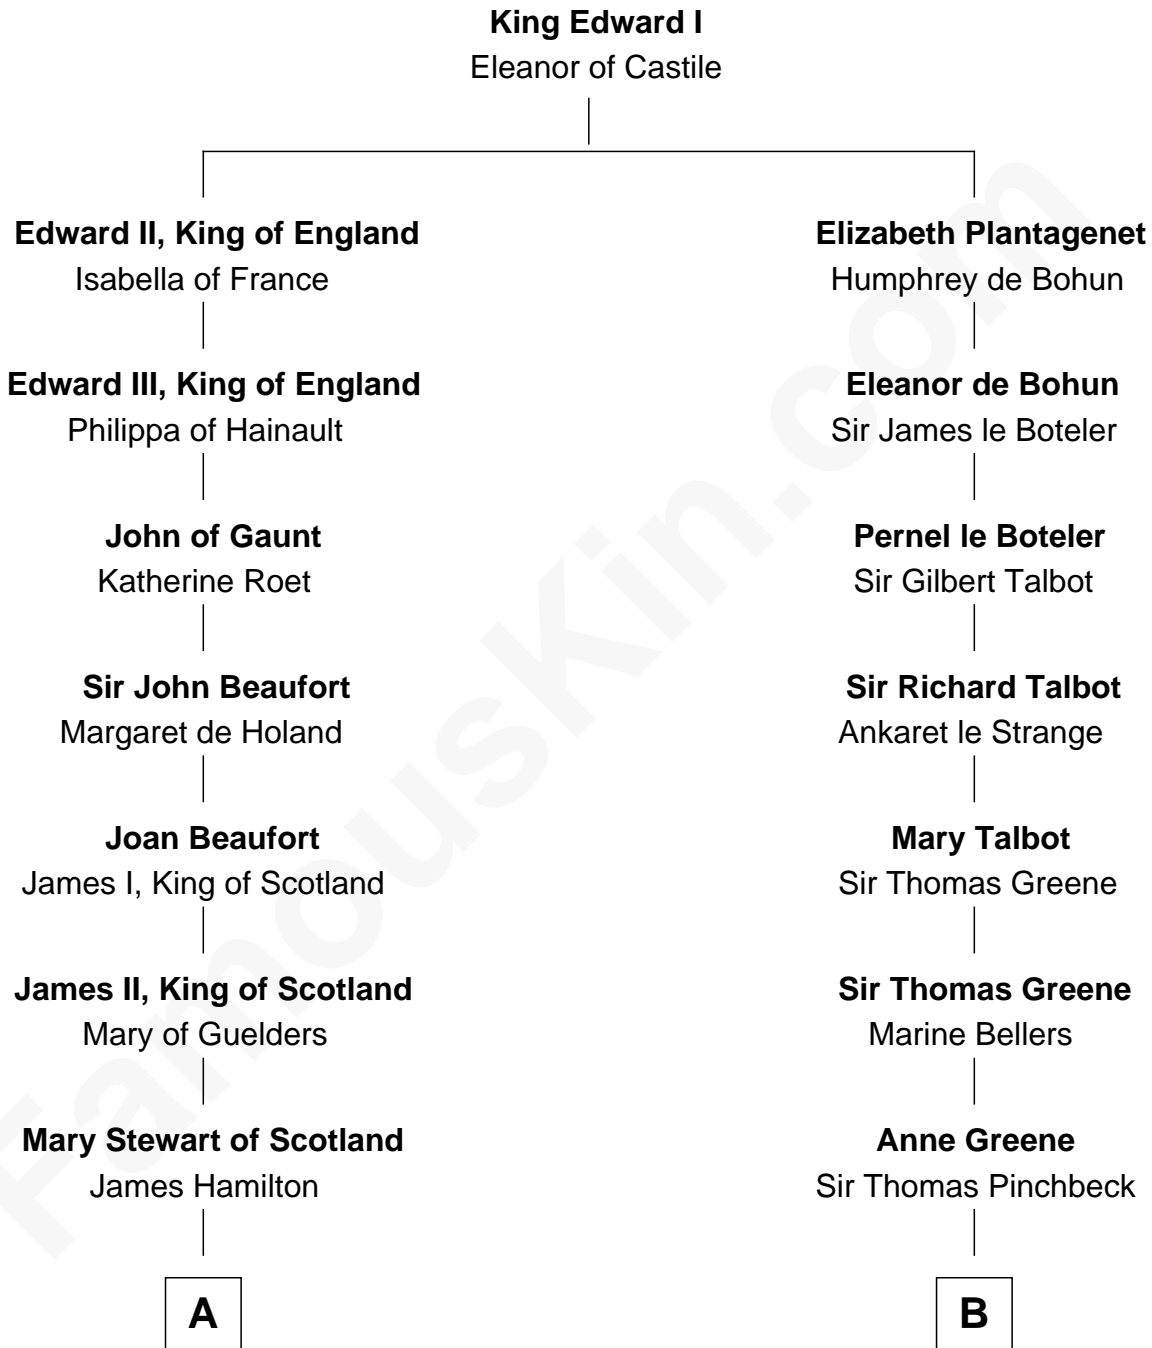 King Edward I
Eleanor of Castile
Edward II, King of England
Isabella of France
Edward III, King of England
Philippa of Hainault
John of Gaunt
Katherine Roet
Sir John Beaufort
Margaret de Holand
Joan Beaufort
James I, King of Scotland
James II, King of Scotland
Mary of Guelders
Mary Stewart of Scotland
James Hamilton
A
Elizabeth Plantagenet
Humphrey de Bohun
Eleanor de Bohun
Sir James le Boteler
Pernel le Boteler
Sir Gilbert Talbot
Sir Richard Talbot
Ankaret le Strange
Mary Talbot
Sir Thomas Greene
Sir Thomas Greene
Marine Bellers
Anne Greene
Sir Thomas Pinchbeck
B
FamousKin.com